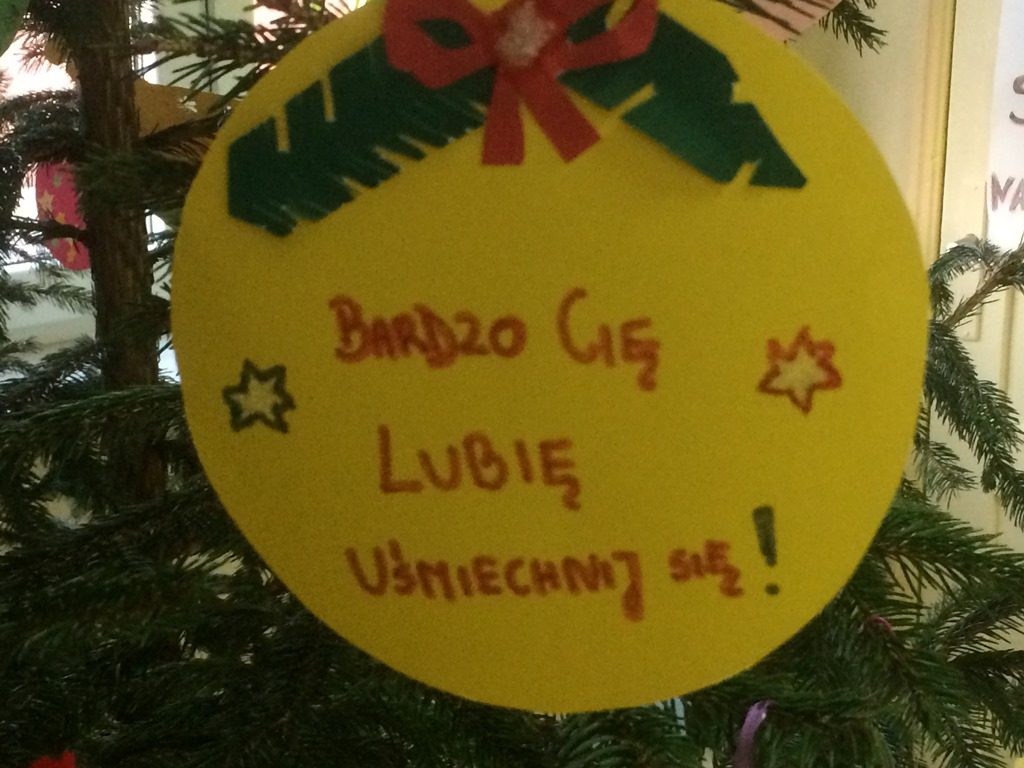 Bardzo Cię
Lubię
Uśmiechnij się!